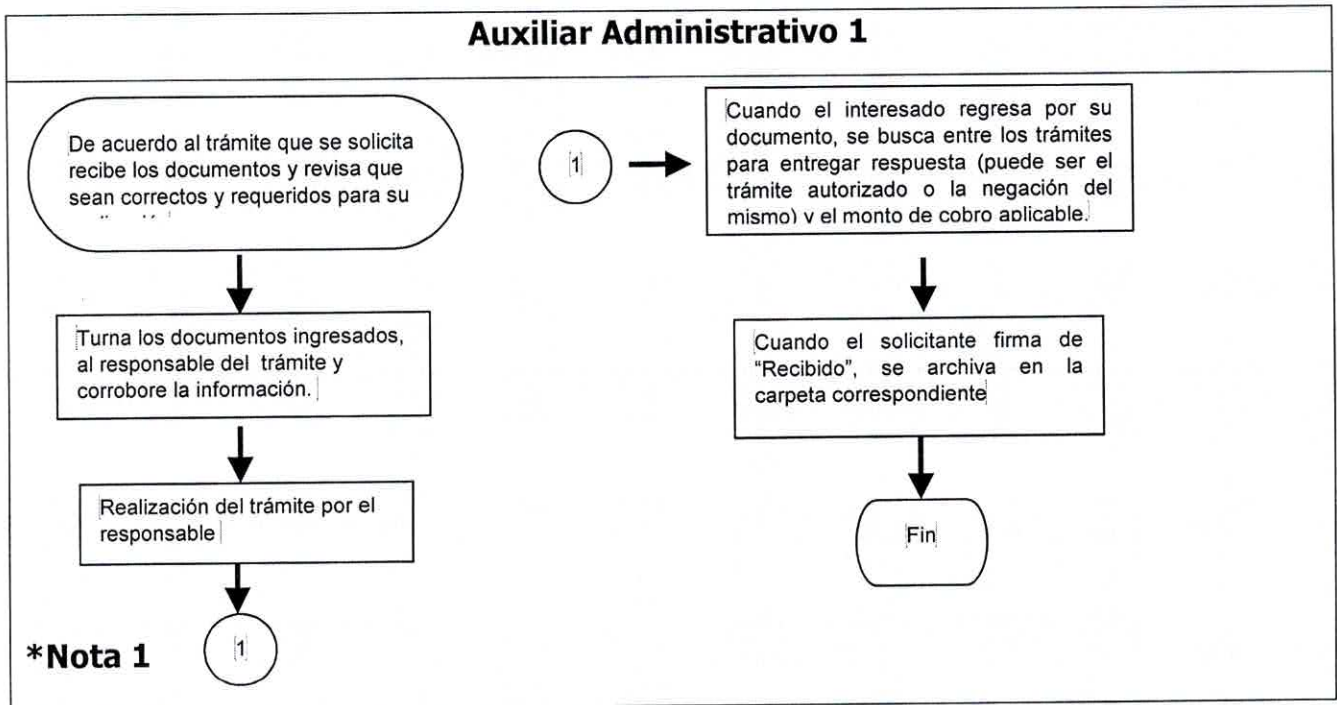 Auxiliar Administrativo 1
De acuerdo al trámite que se solicita
recibe los documentos y revisa que
sean correctos y requeridos para su
Turna los documentos ingresados,
al responsable del trámite y
corrobore la información.
Realización del trámite por el
responsable
1
*Nota 1
1
Cuando el interesado regresa por su
documento, se busca entre los trámites
para entregar respuesta (puede ser el
trámite autorizado o la negación del
mismo) y el monto de cobro aplicable.
Cuando el solicitante firma de
“Recibido”, se archiva en la
carpeta correspondiente
Fin